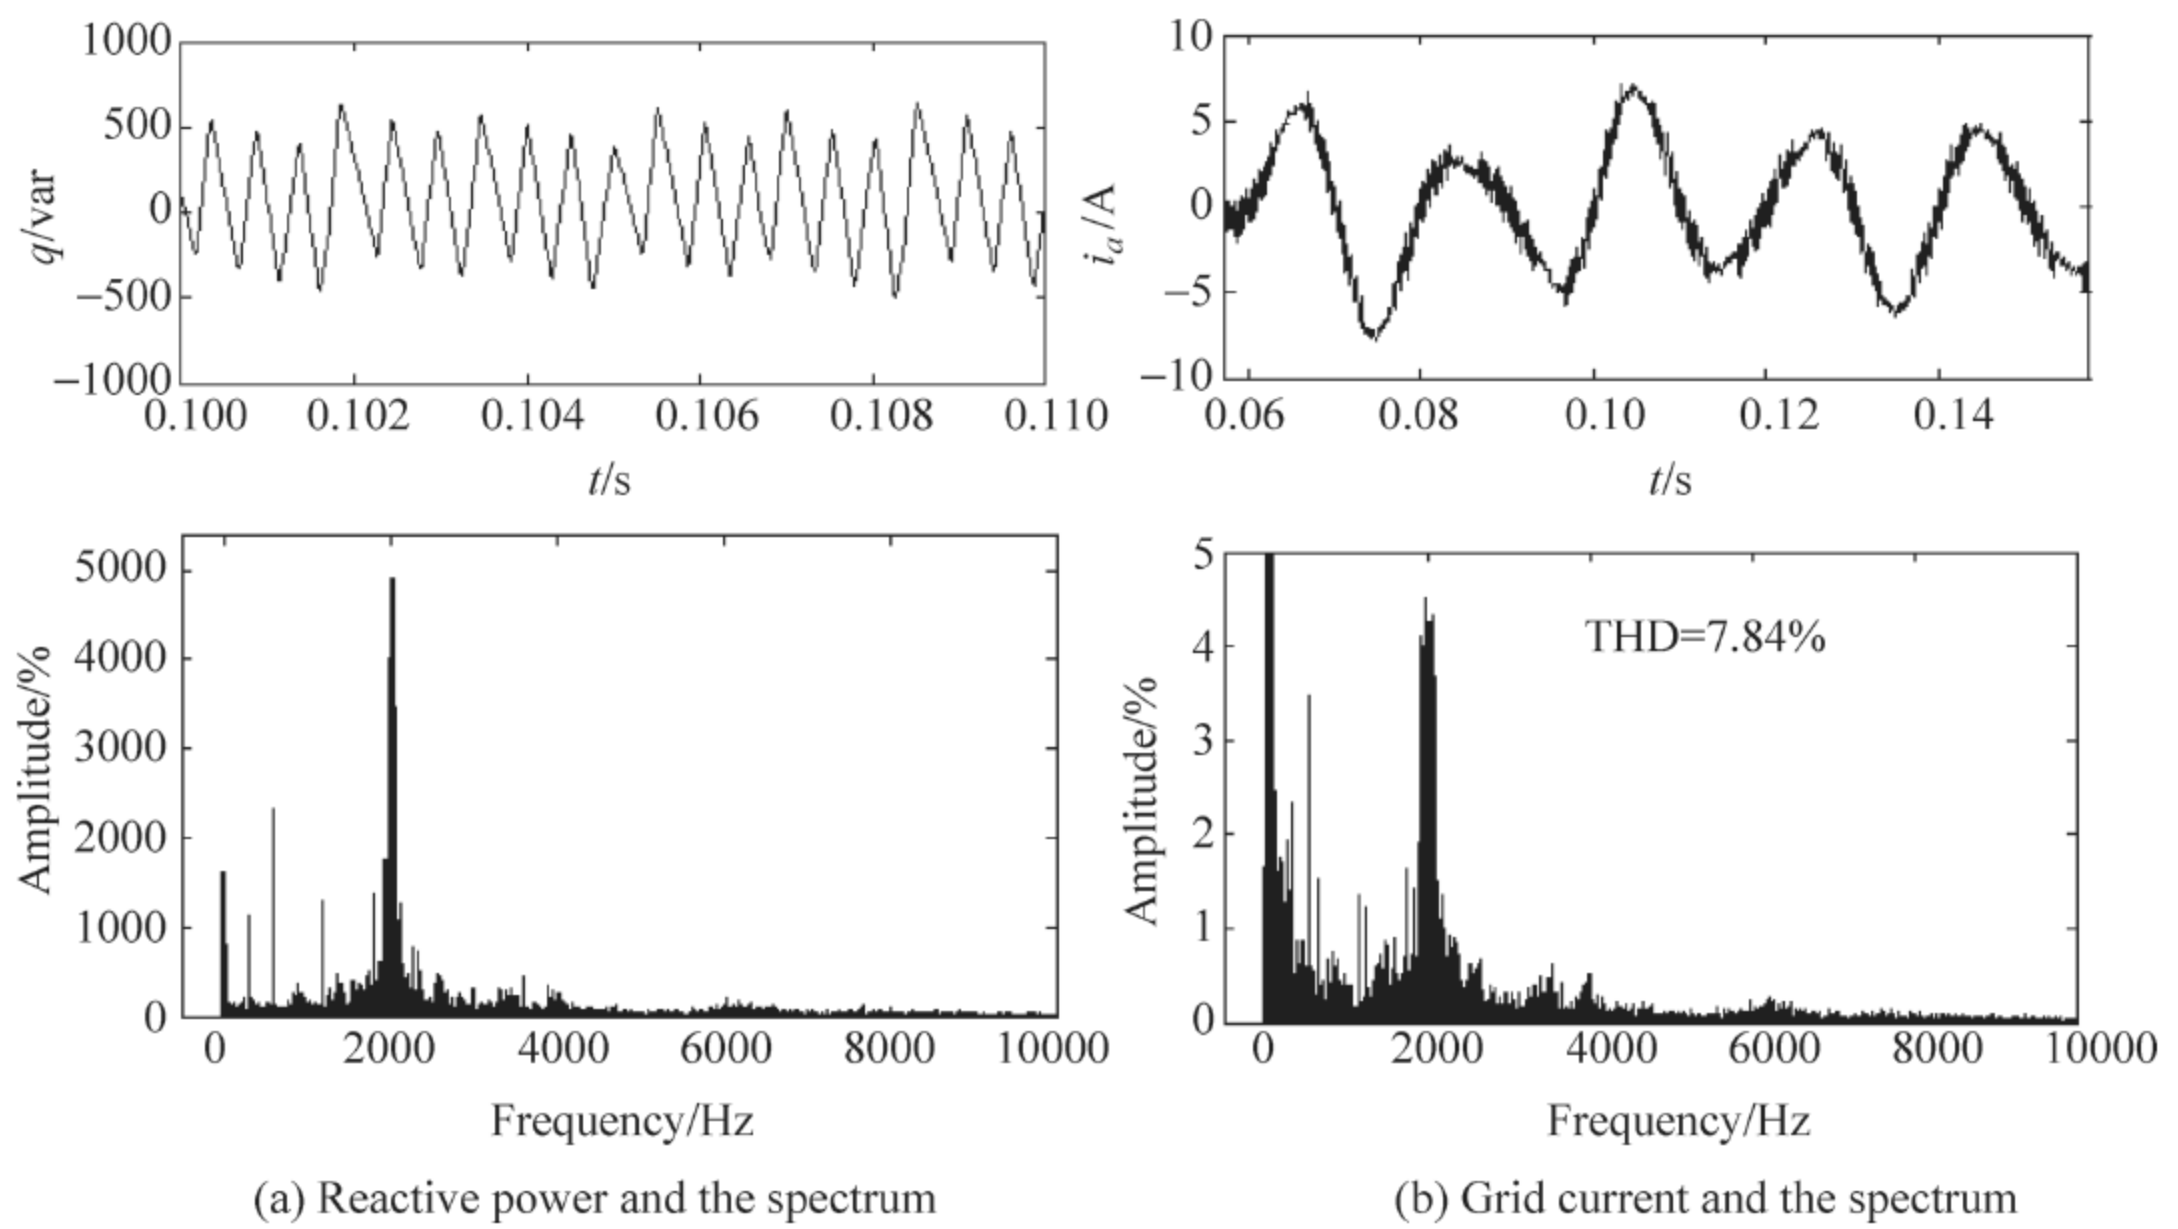 1000
500
0
−500
−1000
q/var
0.100 0.102 0.104 0.106 0.108 0.110
t/s
10
5
0
−5
−10
i_a/A
0.06 0.08 0.10 0.12 0.14
t/s
5000
4000
3000
2000
1000
0
Amplitude/%
0 2000 4000 6000 8000 10000
Frequency/Hz
(a) Reactive power and the spectrum
5
4
3
2
1
0
Amplitude/%
THD=7.84%
0 2000 4000 6000 8000 10000
Frequency/Hz
(b) Grid current and the spectrum